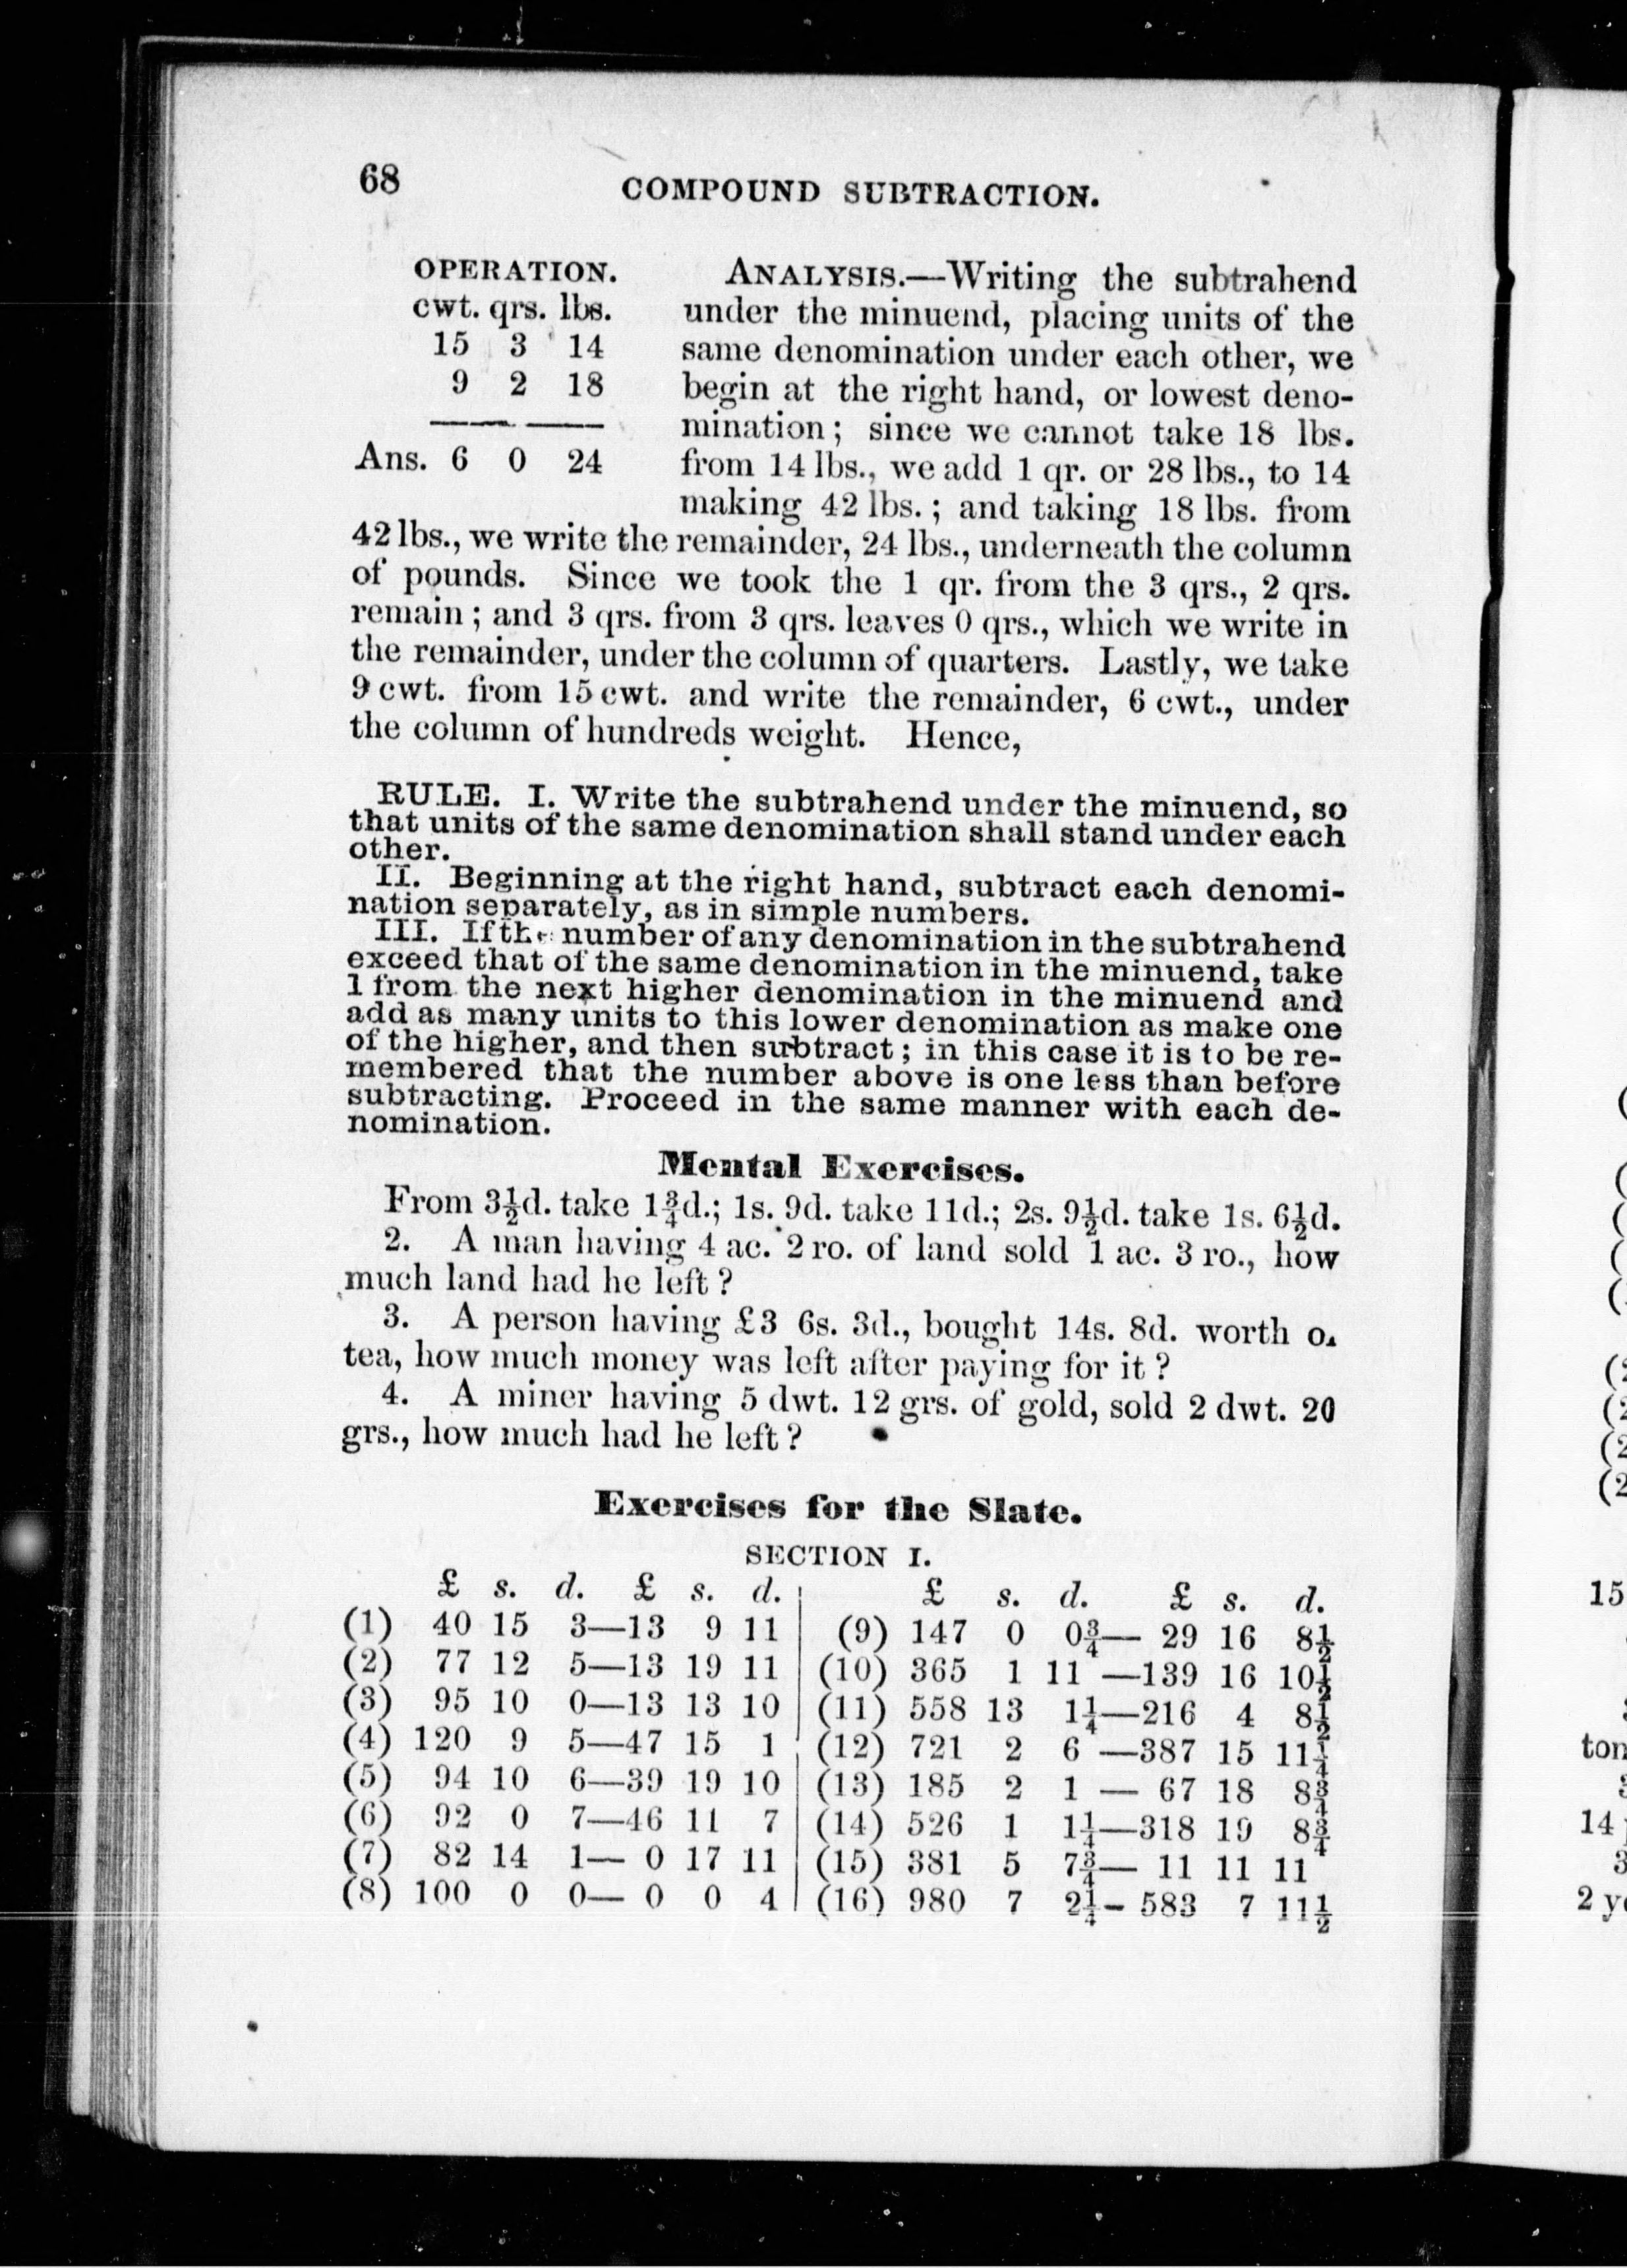 68
COMPOUND SUBTRACTION.
OPERATION.
cwt. qrs. lbs.
15 3 14
9 2 18
Ans. 6 0 24
ANALYSIS.—Writing the subtrahend
under the minuend, placing units of the
same denomination under each other, we
begin at the right hand, or lowest deno-
mination; since we cannot take 18 lbs.
from 14 lbs., we add 1 qr. or 28 lbs., to 14
making 42 lbs.; and taking 18 lbs. from
42 lbs., we write the remainder, 24 lbs., underneath the column
of pounds. Since we took the 1 qr. from the 3 qrs., 2 qrs.
remain; and 3 qrs. from 3 qrs. leaves 0 qrs., which we write in
the remainder, under the column of quarters. Lastly, we take
9 cwt. from 15 cwt. and write the remainder, 6 cwt., under
the column of hundreds weight. Hence,
RULE. I. Write the subtrahend under the minuend, so
that units of the same denomination shall stand under each
other.
II. Beginning at the right hand, subtract each denomi-
nation separately, as in simple numbers.
III. If the number of any denomination in the subtrahend
exceed that of the same denomination in the minuend, take
1 from the next higher denomination in the minuend and
add as many units to this lower denomination as make one
of the higher, and then subtract; in this case it is to be re-
membered that the number above is one less than before
subtracting. Proceed in the same manner with each de-
nomination.
Mental Exercises.
From 3½d. take 1¾d.; 1s. 9d. take 11d.; 2s. 9½d. take 1s. 6½d.
2. A man having 4 ac. 2 ro. of land sold 1 ac. 3 ro., how
much land had he left?
3. A person having £3 6s. 3d., bought 14s. 8d. worth o
tea, how much money was left after paying for it?
4. A miner having 5 dwt. 12 grs. of gold, sold 2 dwt. 20
grs., how much had he left?
Exercises for the Slate.
SECTION I.
£ s. d. £ s. d.
(1) 40 15 3—13 9 11
(2) 77 12 5—13 19 11
(3) 95 10 0—13 13 10
(4) 120 9 5—47 15 1
(5) 94 10 6—39 19 10
(6) 92 0 7—46 11 7
(7) 82 14 1— 0 17 11
(8) 100 0 0— 0 0 4
£ s. d. £ s. d.
(9) 147 0 0¾— 29 16 8½
(10) 365 1 11 —139 16 10½
(11) 558 13 1¼—216 4 8½
(12) 721 2 6 —387 15 11¼
(13) 185 2 1 — 67 18 8¾
(14) 526 1 1¼—318 19 8¾
(15) 381 5 7¾— 11 11 11
(16) 980 7 2¼— 583 7 11½
15
ton
14
2 y